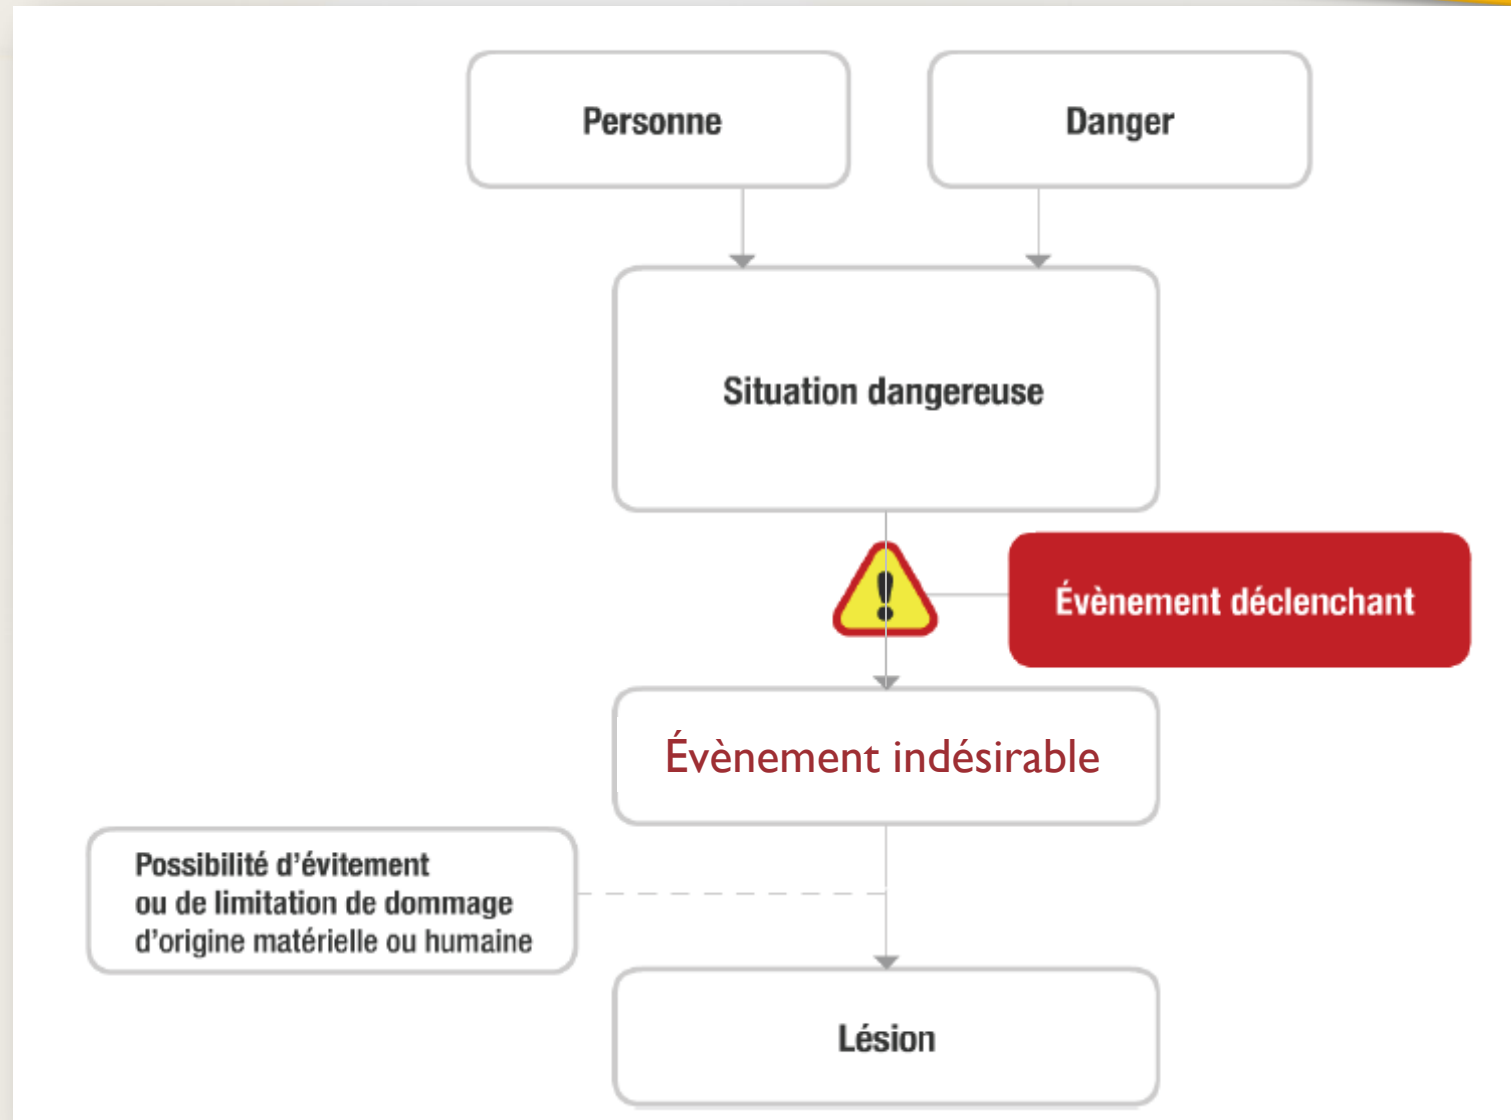 Personne
Danger
Situation dangereuse
Évènement déclenchant
Évènement indésirable
Possibilité d’évitement
ou de limitation de dommage
d’origine matérielle ou humaine
Lésion